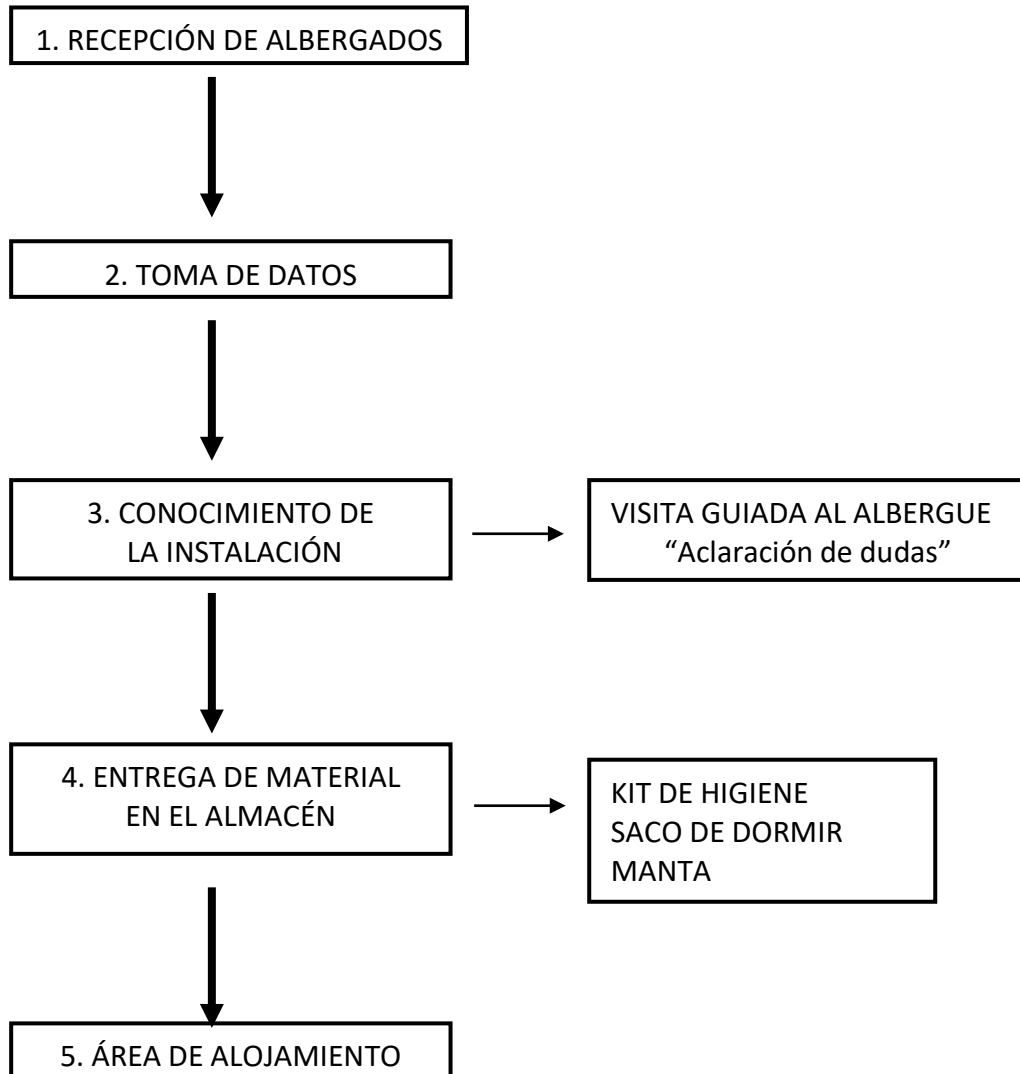 1. RECEPCIÓN DE ALBERGADOS
2. TOMA DE DATOS
3. CONOCIMIENTO DE
LA INSTALACIÓN
VISITA GUIADA AL ALBERGUE
“Aclaración de dudas”
4. ENTREGA DE MATERIAL
EN EL ALMACÉN
KIT DE HIGIENE
SACO DE DORMIR
MANTA
5. ÁREA DE ALOJAMIENTO